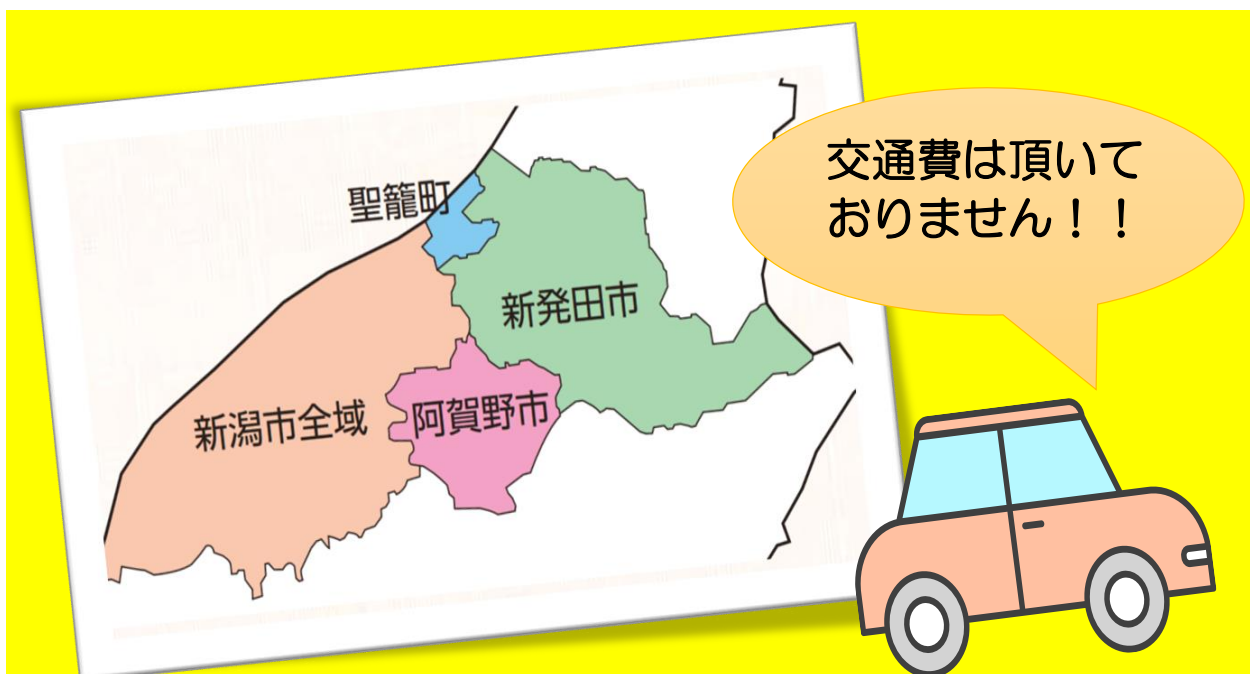 聖籠町
新発田市
新潟市全域
阿賀野市
交通費は頂いて
おりません！！